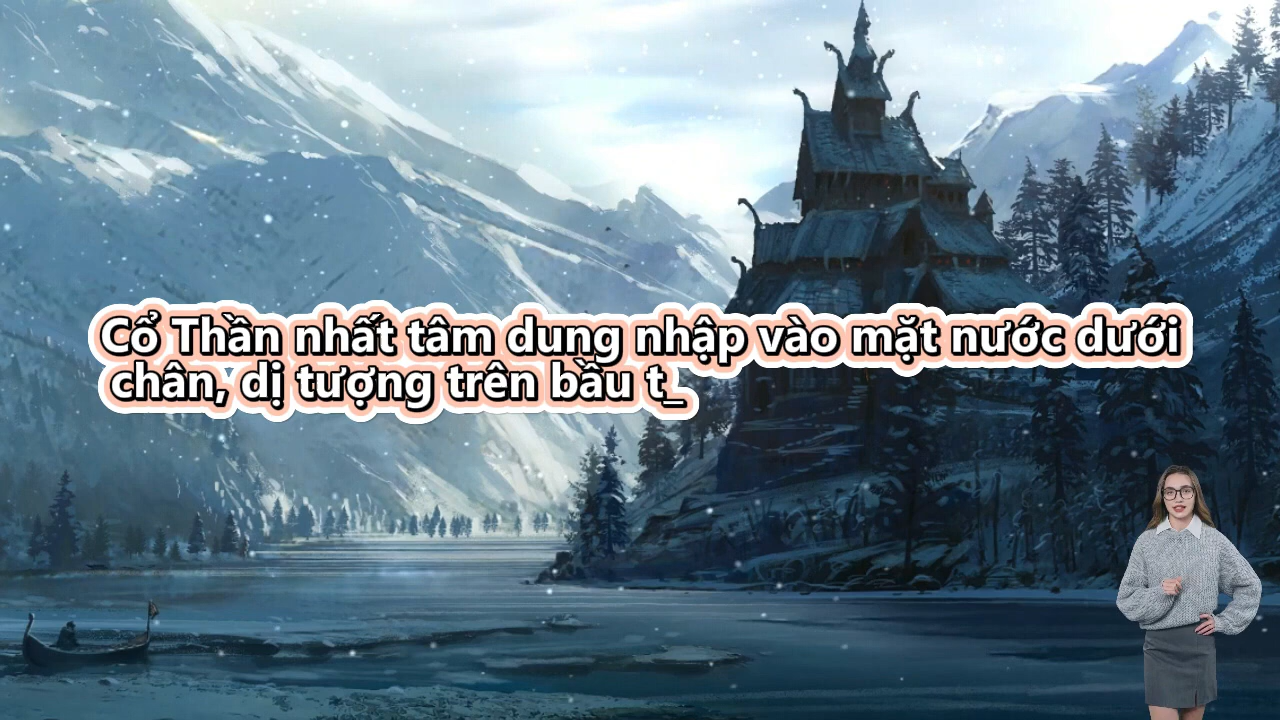 Cổ Thần nhất tâm dung nhập vào mặt nước dưới
chân, dị tượng trên bầu t_